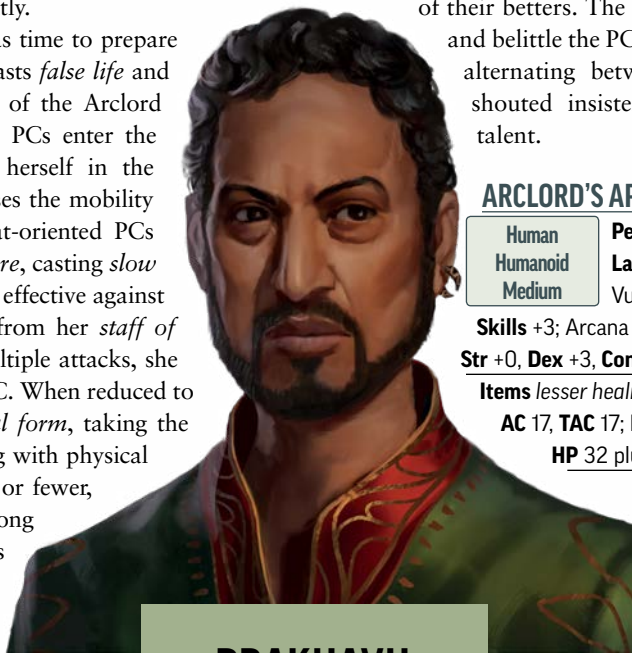 tly.
s time to prepare
asts false life and
of the Arclord
PCs enter the
herself in the
es the mobility
at-oriented PCs
re, casting slow
effective against
from her staff of
ltiple attacks, she
C. When reduced to
l form, taking the
g with physical
or fewer,
ong
s
of their betters. The
and belittle the PC
alternating betw
shouted insiste
talent.
ARCLORD'S AP
Human
Humanoid
Medium
Pe
La
Vu
Skills +3; Arcana
Str +0, Dex +3, Con
Items lesser heali
AC 17, TAC 17;
HP 32 plu